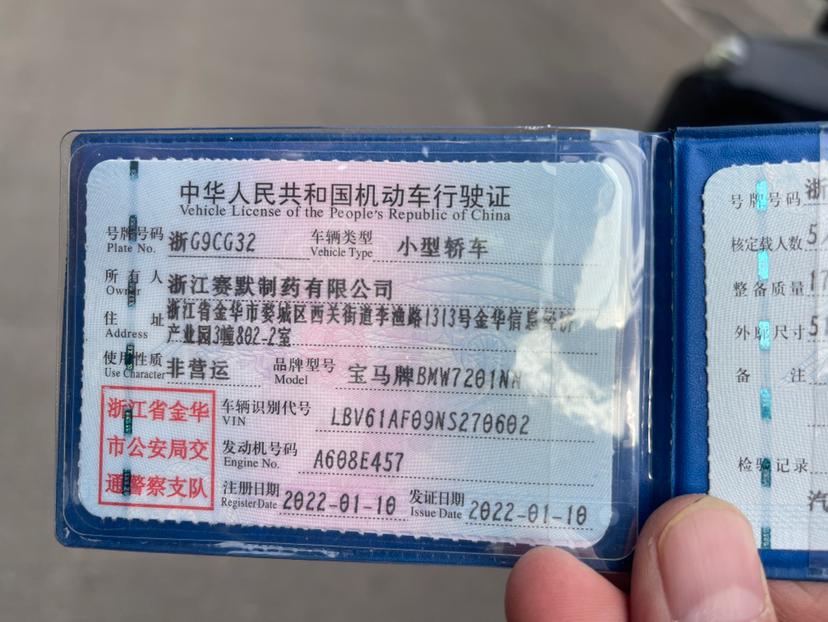 中华人民共和国机动车行驶证
Vehicle License of the People's Republic of China
号牌号码 浙G9CG32 车辆类型 小型轿车
Plate No. Vehicle Type
所有人 浙江赛默制药有限公司
Owner
住址 浙江省金华市婺城区西关街道李渔路1313号金华信息经济
Address 产业园3幢802-2室
使用性质 非营运 品牌型号 宝马牌BMW7201NM
Use Character Model
浙江省金华
市公安局交
通警察支队
车辆识别代号 LBV61AF09NS270602
VIN
发动机号码 A608E457
Engine No.
注册日期 2022-01-10 发证日期 2022-01-10
Register Date Issue Date
号牌号码 浙
核定载人数 5
整备质量 17
外廓尺寸 5
备注
检验记录
汽